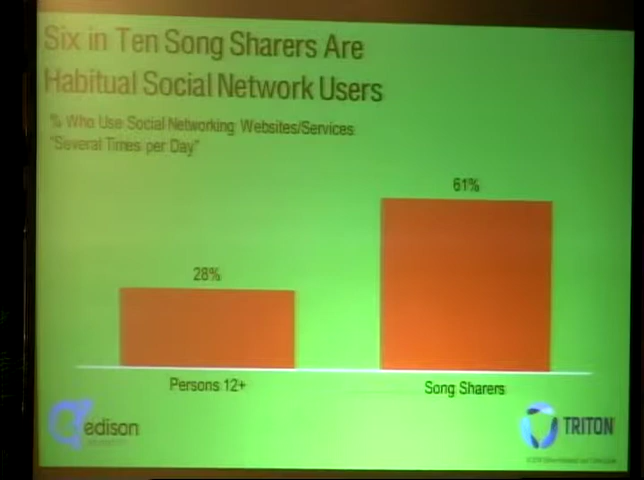 Six in Ten Song Sharers Are
Habitual Social Network Users
% Who Use Social Networking Websites/Services
"Several Times per Day"
61%
28%
Persons 12+
Song Sharers
edison
TRITON